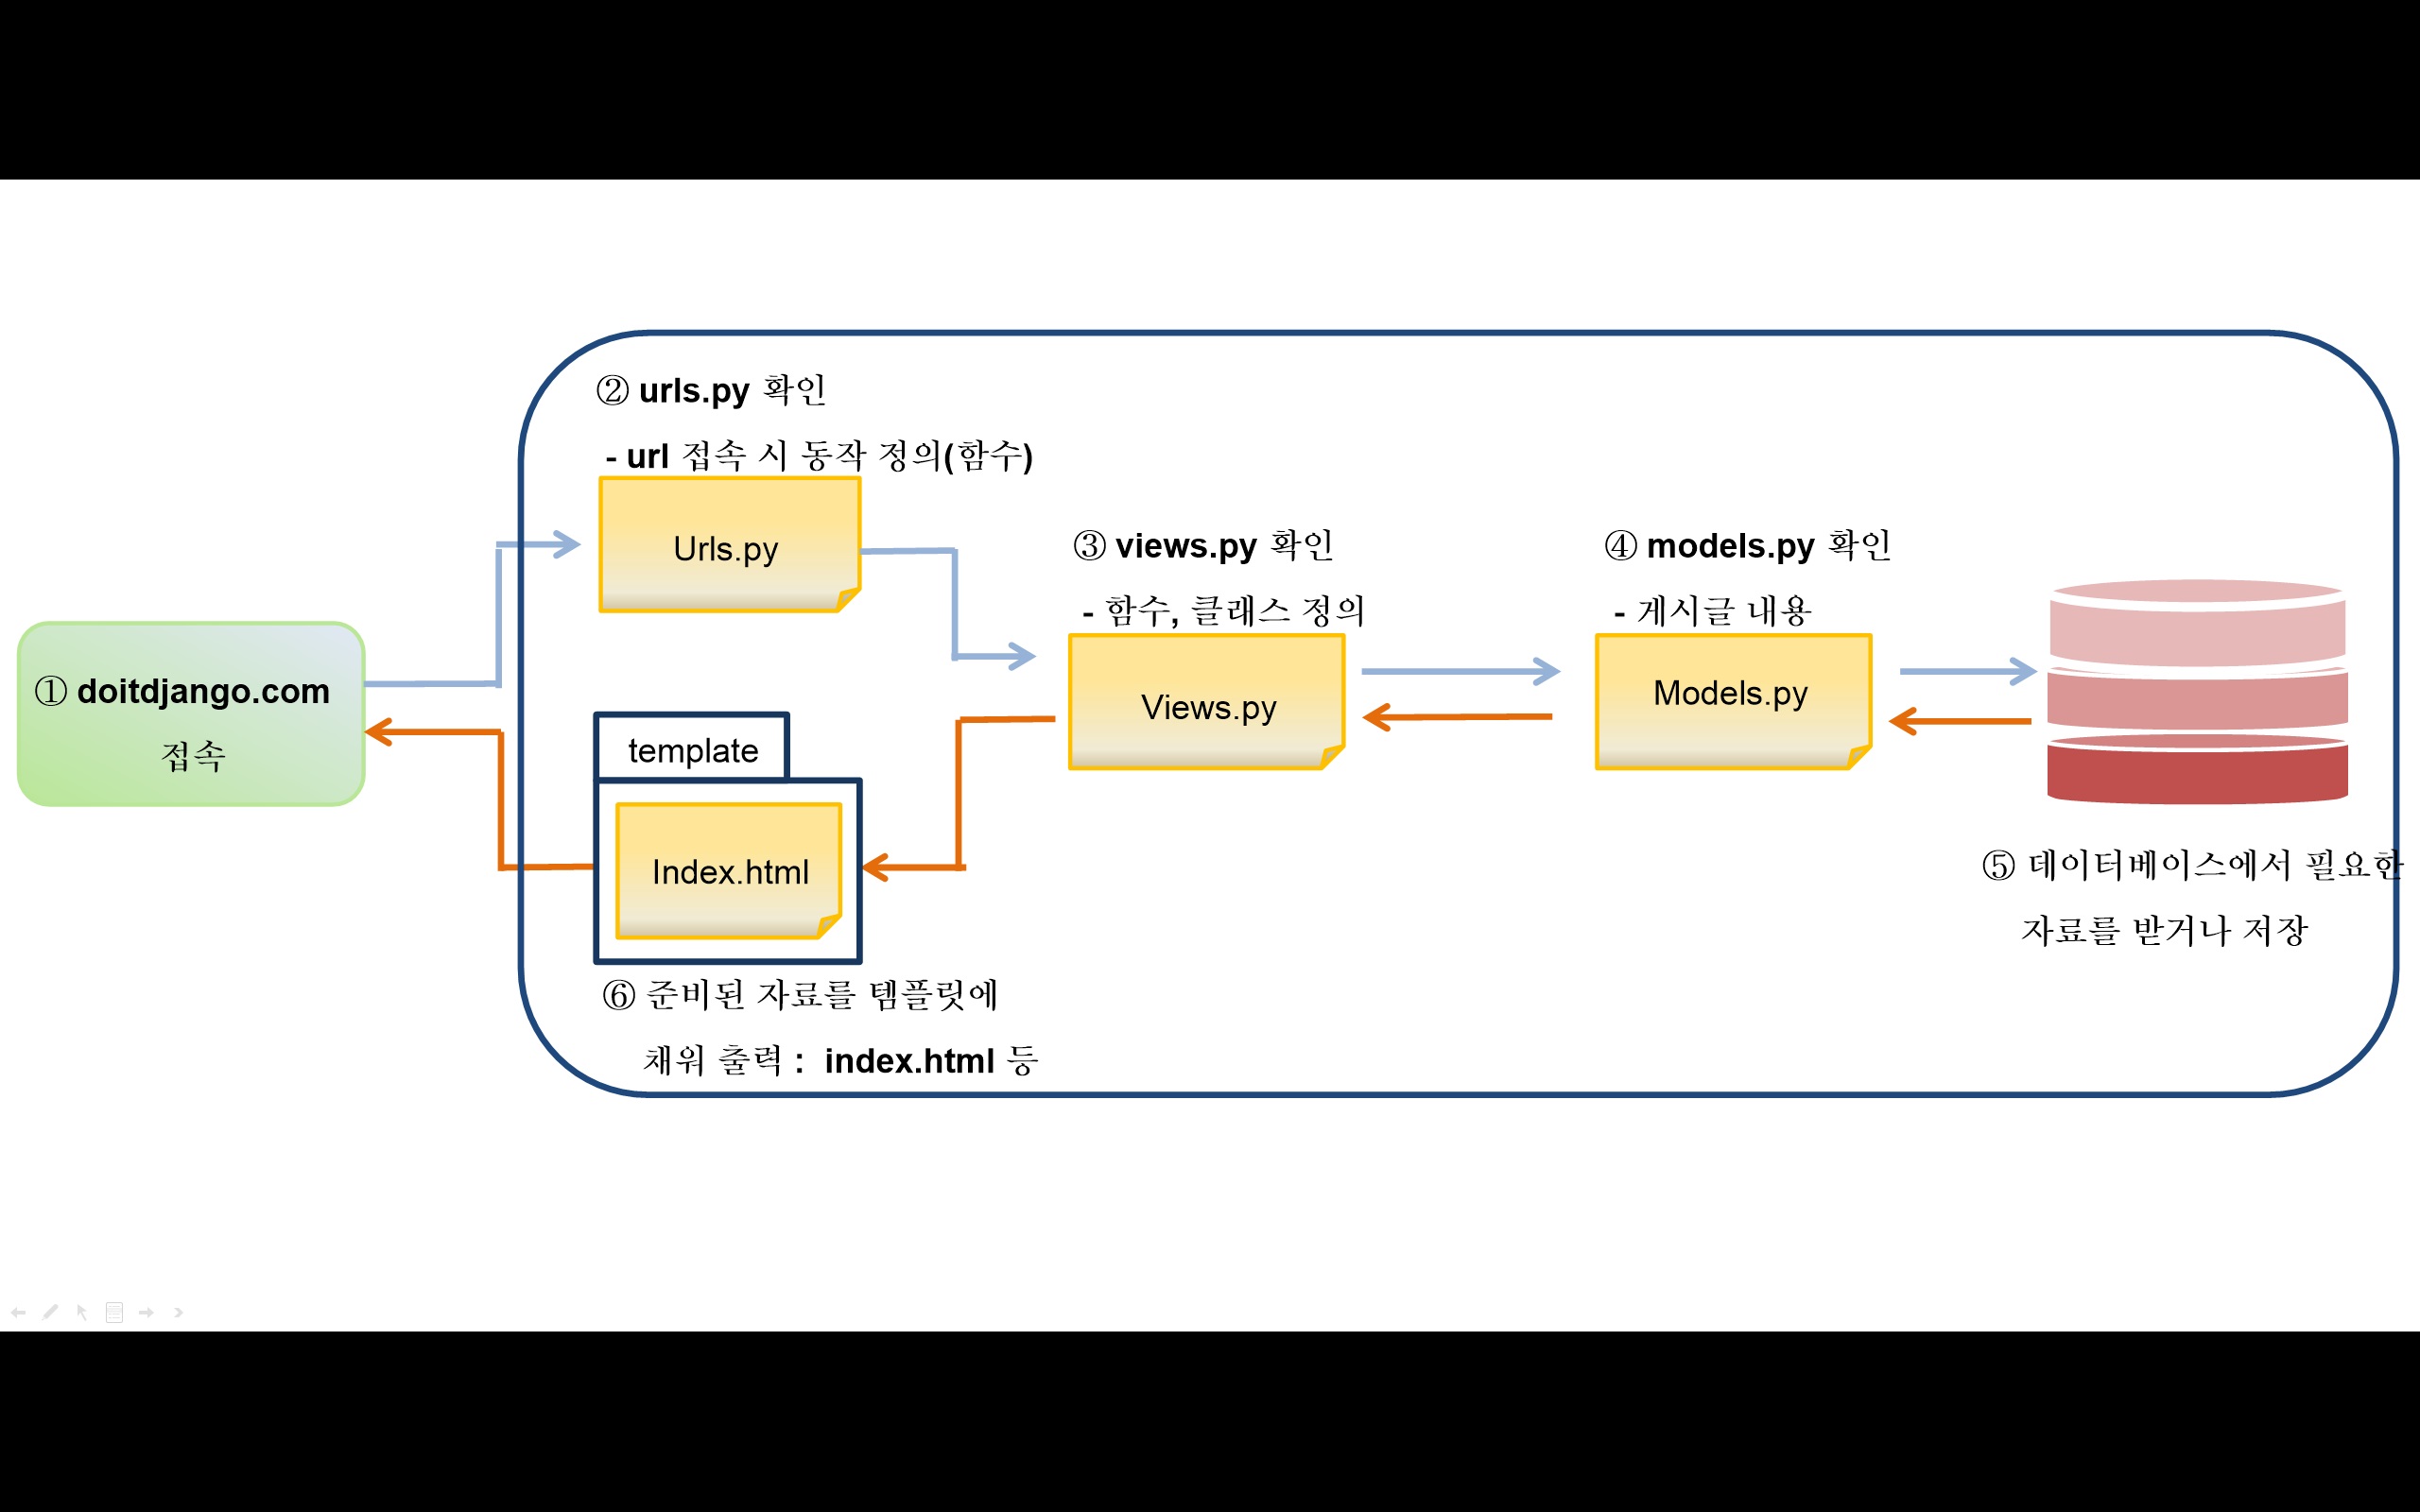 ② urls.py 확인
- url 접속 시 동작 정의(함수)
Urls.py
③ views.py 확인
- 함수, 클래스 정의
Views.py
④ models.py 확인
- 게시글 내용
Models.py
① doitdjango.com
접속
template
Index.html
⑤ 데이터베이스에서 필요한
자료를 받거나 저장
⑥ 준비된 자료를 템플릿에
채워 출력 : index.html 등